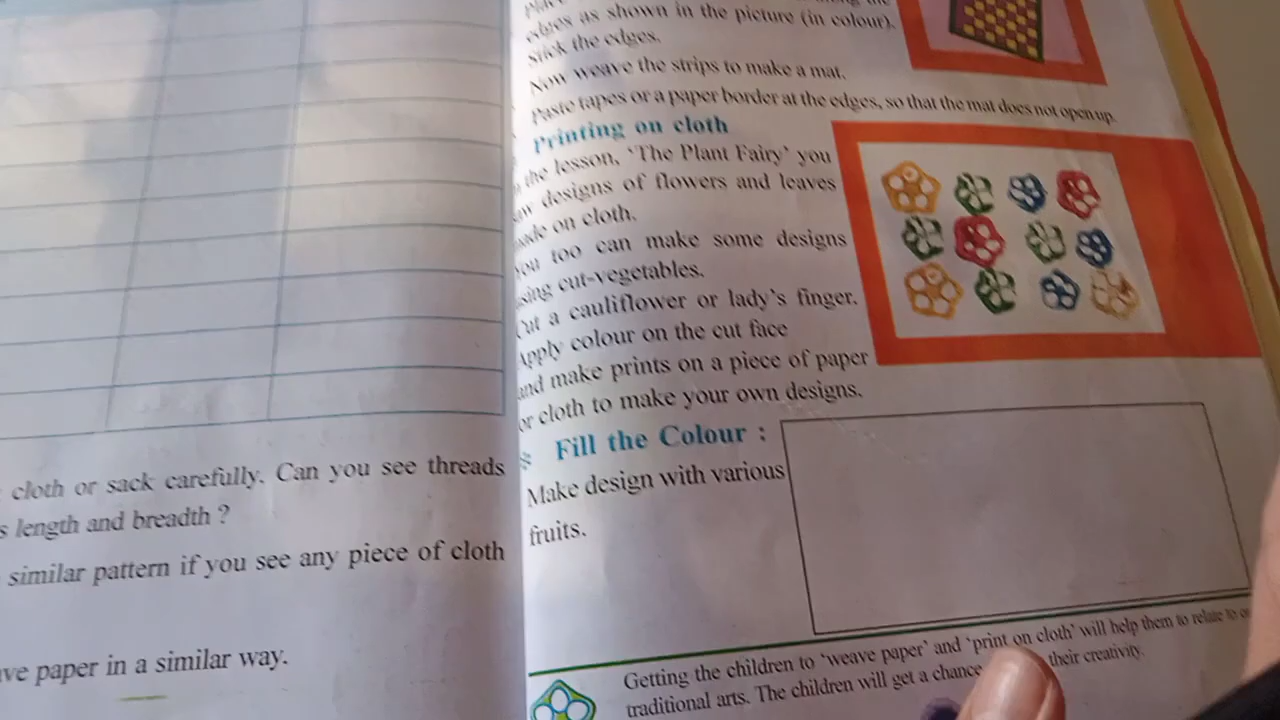 cloth or sack carefully. Can you see threads
s length and breadth ?
similar pattern if you see any piece of cloth
ve paper in a similar way.
edges as shown in the picture (in colour).
Stick the edges.
Now weave the strips to make a mat.
Paste tapes or a paper border at the edges, so that the mat does not open up.
Printing on cloth
the lesson, 'The Plant Fairy' you
designs of flowers and leaves
on cloth.
You too can make some designs
using cut-vegetables.
Cut a cauliflower or lady's finger.
Apply colour on the cut face
and make prints on a piece of paper
or cloth to make your own designs.
Fill the Colour :
Make design with various
fruits.
Getting the children to 'weave paper' and 'print on cloth' will help them to relate to
traditional arts. The children will get a chance their creativity.